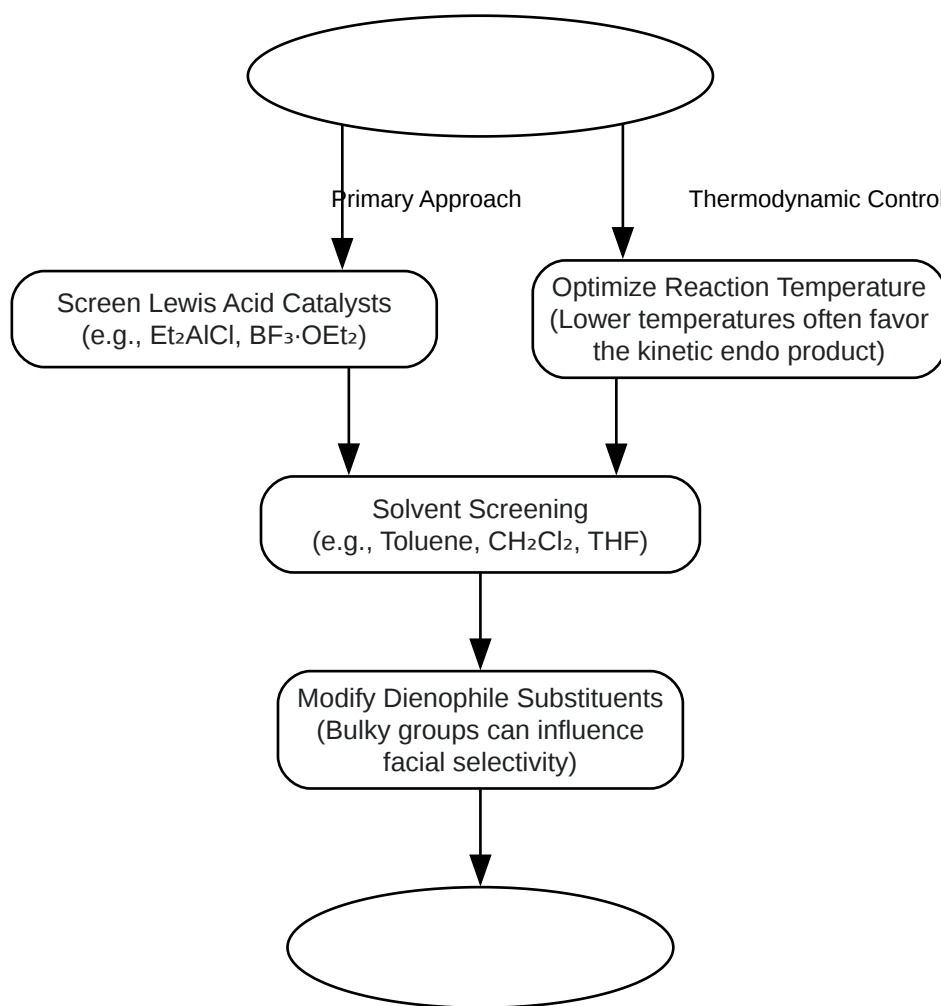 Primary Approach
Thermodynamic Control
Screen Lewis Acid Catalysts
(e.g., Et₂AlCl, BF₃·OEt₂)
Optimize Reaction Temperature
(Lower temperatures often favor
the kinetic endo product)
Solvent Screening
(e.g., Toluene, CH₂Cl₂, THF)
Modify Dienophile Substituents
(Bulky groups can influence
facial selectivity)